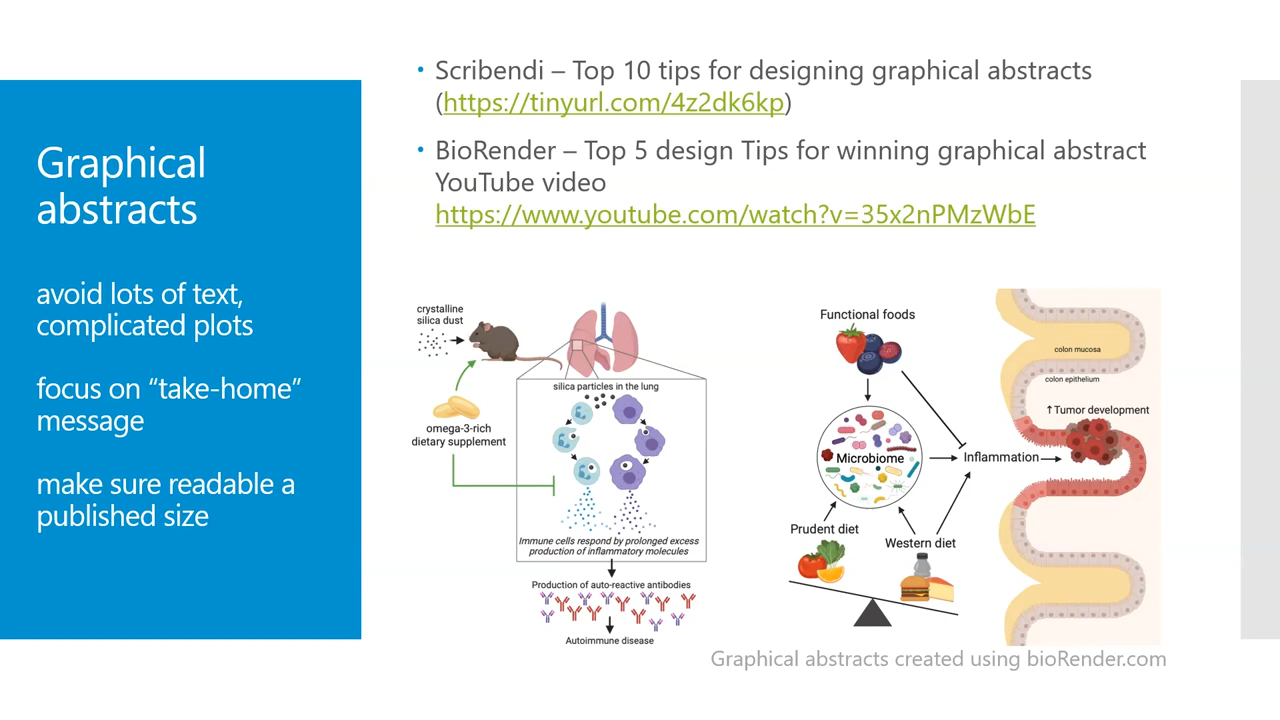 Graphical
abstracts
avoid lots of text,
complicated plots
focus on “take-home”
message
make sure readable a
published size
• Scribendi – Top 10 tips for designing graphical abstracts
(https://tinyurl.com/4z2dk6kp)
• BioRender – Top 5 design Tips for winning graphical abstract
YouTube video
https://www.youtube.com/watch?v=35x2nPMzWbE
crystalline
silica dust
omega-3-rich
dietary supplement
silica particles in the lung
Immune cells respond by prolonged excess
production of inflammatory molecules
Production of auto-reactive antibodies
Autoimmune disease
Functional foods
Microbiome
Prudent diet
Western diet
Inflammation
colon mucosa
colon epithelium
↑Tumor development
Graphical abstracts created using bioRender.com